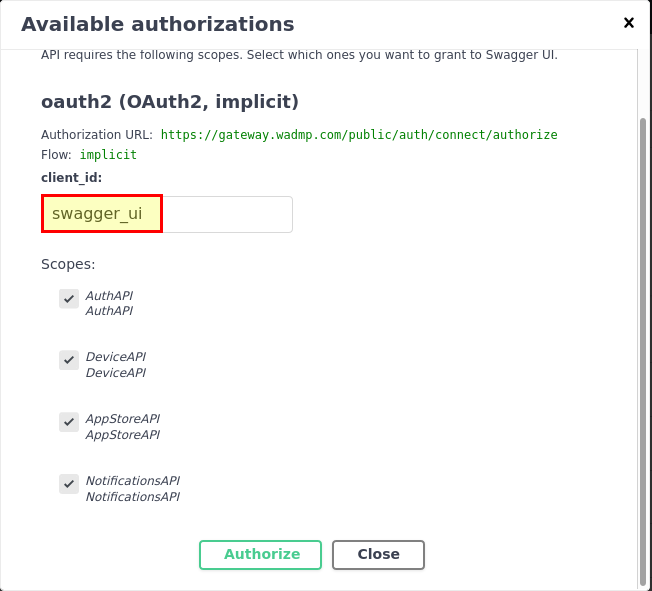 Available authorizations
API requires the following scopes. Select which ones you want to grant to Swagger UI.
oauth2 (OAuth2, implicit)
Authorization URL: https://gateway.wadmp.com/public/auth/connect/authorize
Flow: implicit
client_id:
swagger_ui
Scopes:
AuthAPI
AuthAPI
DeviceAPI
DeviceAPI
AppStoreAPI
AppStoreAPI
NotificationsAPI
NotificationsAPI
Authorize Close